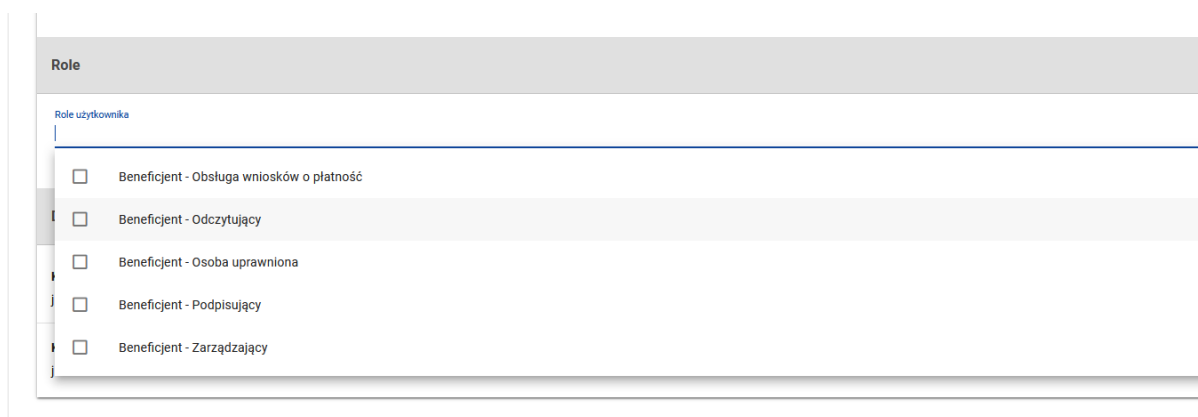 Role
Role użytkownika
Beneficjent - Obsługa wniosków o płatność
Beneficjent - Odczytujący
Beneficjent - Osoba uprawniona
Beneficjent - Podpisujący
Beneficjent - Zarządzający